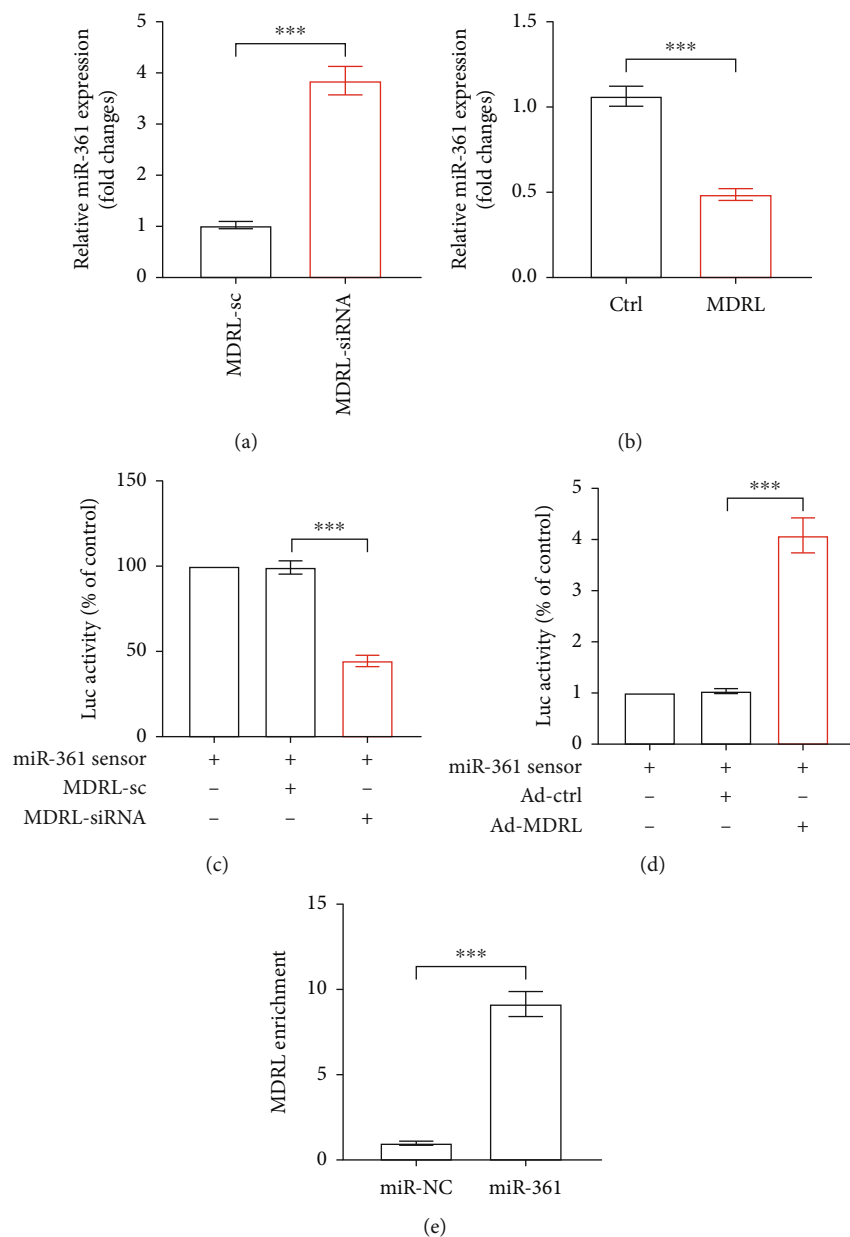 Relative miR-361 expression
(fold changes)
5
4
3
2
1
0
***
MDRL-sc
MDRL-siRNA
(a)
Relative miR-361 expression
(fold changes)
1.5
1.0
0.5
0.0
***
Ctrl
MDRL
(b)
Luc activity (% of control)
150
100
50
0
***
miR-361 sensor + + +
MDRL-sc – + –
MDRL-siRNA – – +
(c)
Luc activity (% of control)
5
4
3
2
1
0
***
miR-361 sensor + + +
Ad-ctrl – + –
Ad-MDRL – – +
(d)
MDRL enrichment
15
10
5
0
***
miR-NC
miR-361
(e)